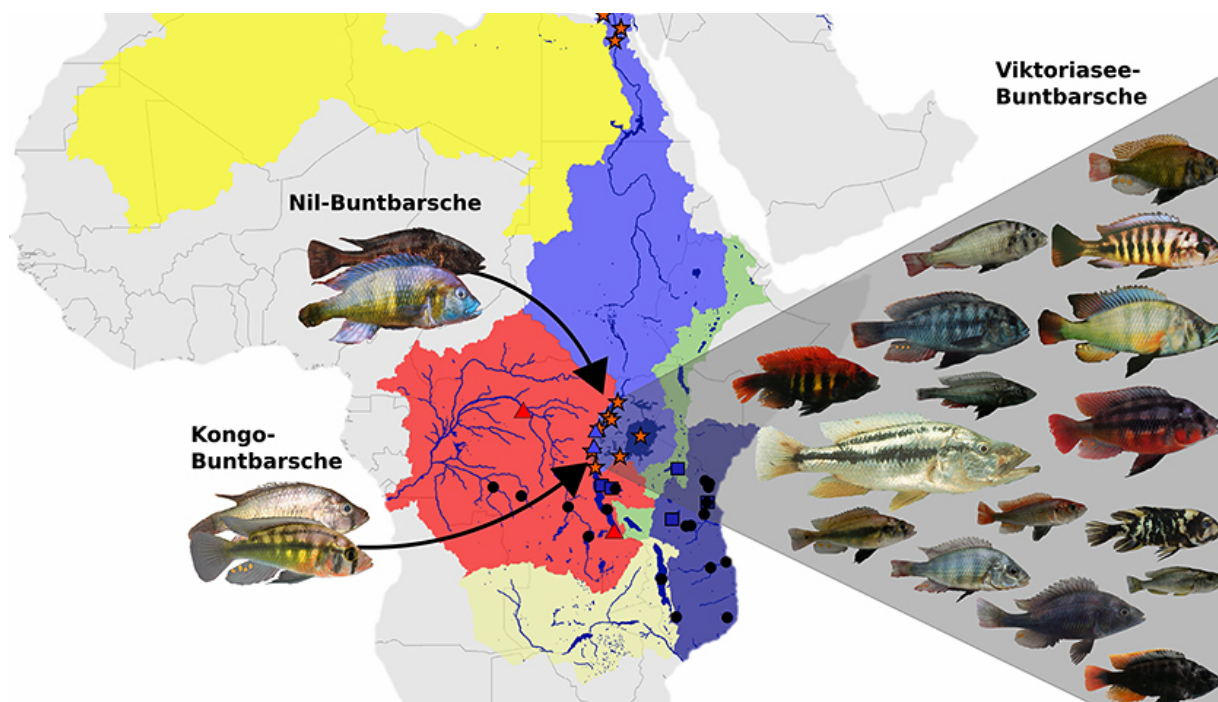 Viktoriasee-
Buntbarsche
Nil-Buntbarsche
Kongo-
Buntbarsche